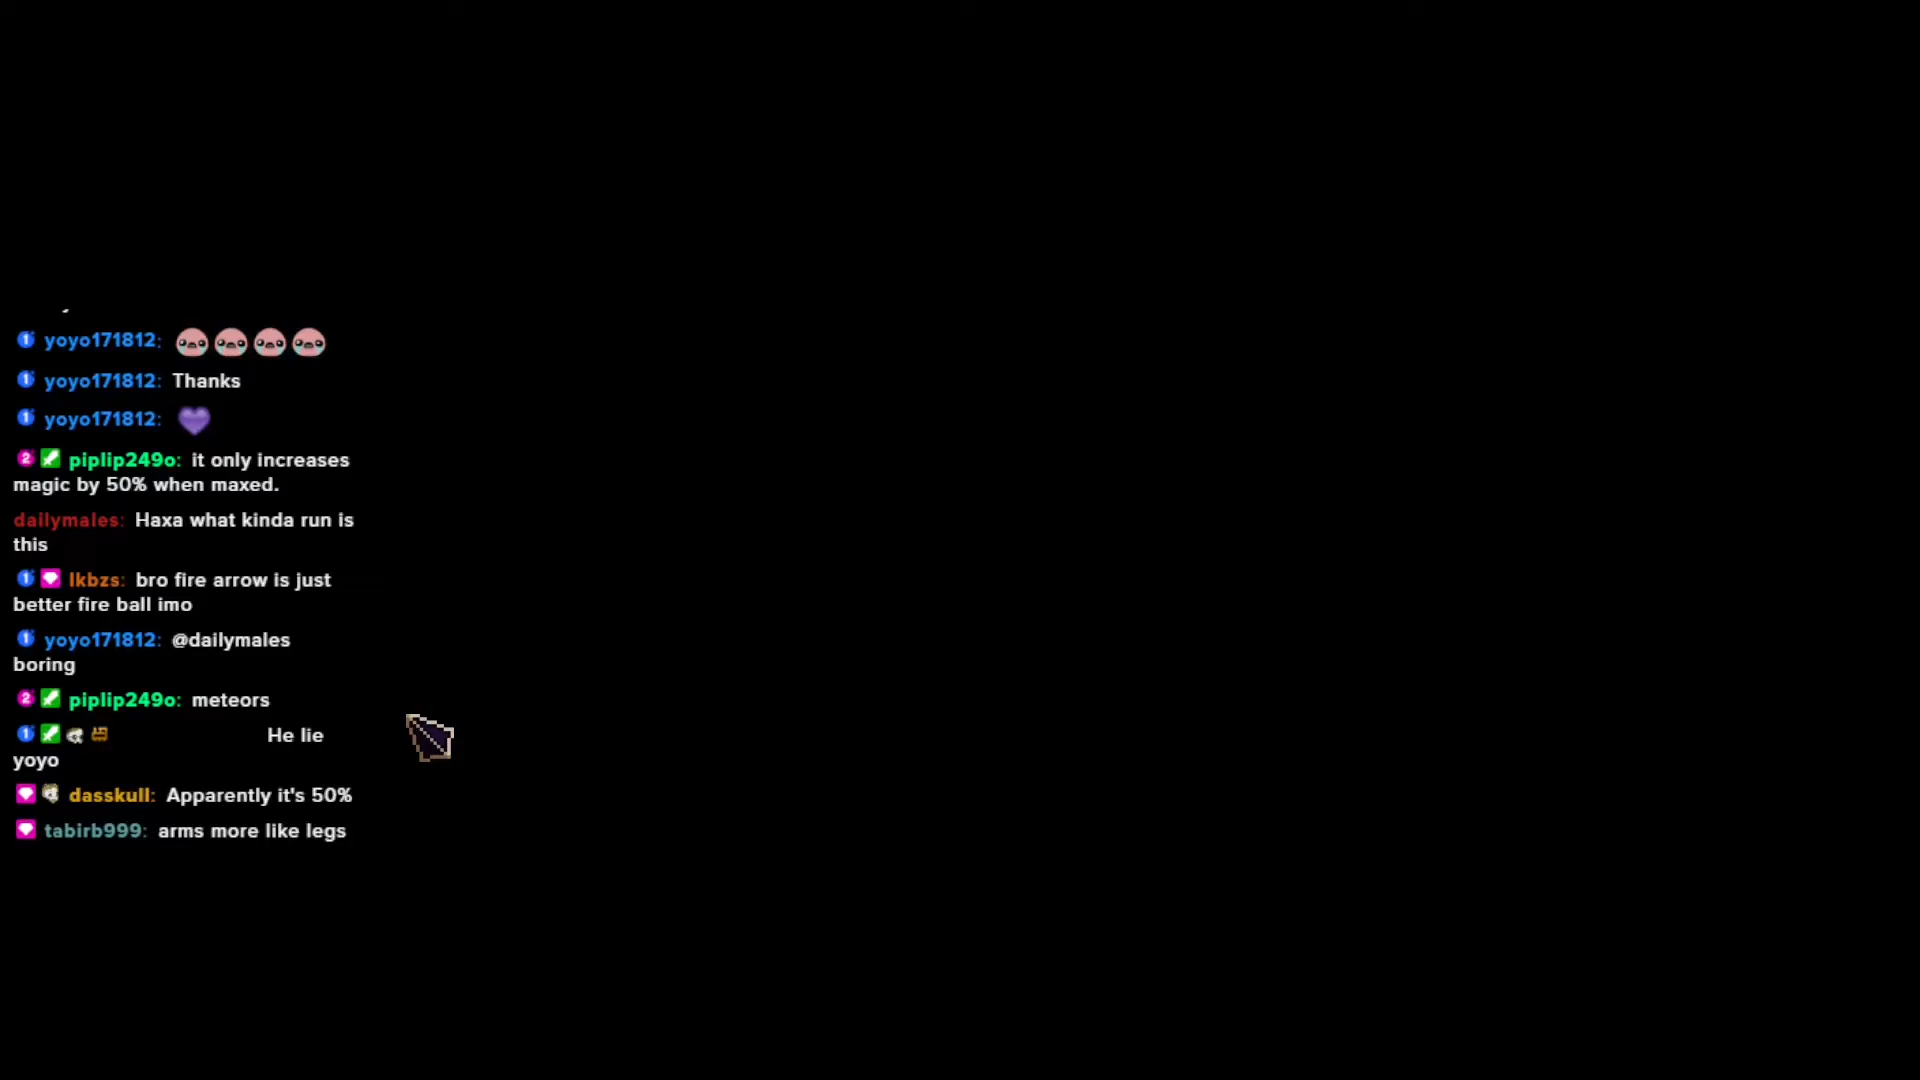 yoyo171812:
yoyo171812: Thanks
yoyo171812:
piplip249o: it only increases
magic by 50% when maxed.
dailymales: Haxa what kinda run is
this
lkbzs: bro fire arrow is just
better fire ball imo
yoyo171812: @dailymales
boring
piplip249o: meteors
He lie
yoyo
dasskull: Apparently it's 50%
tabirb999: arms more like legs